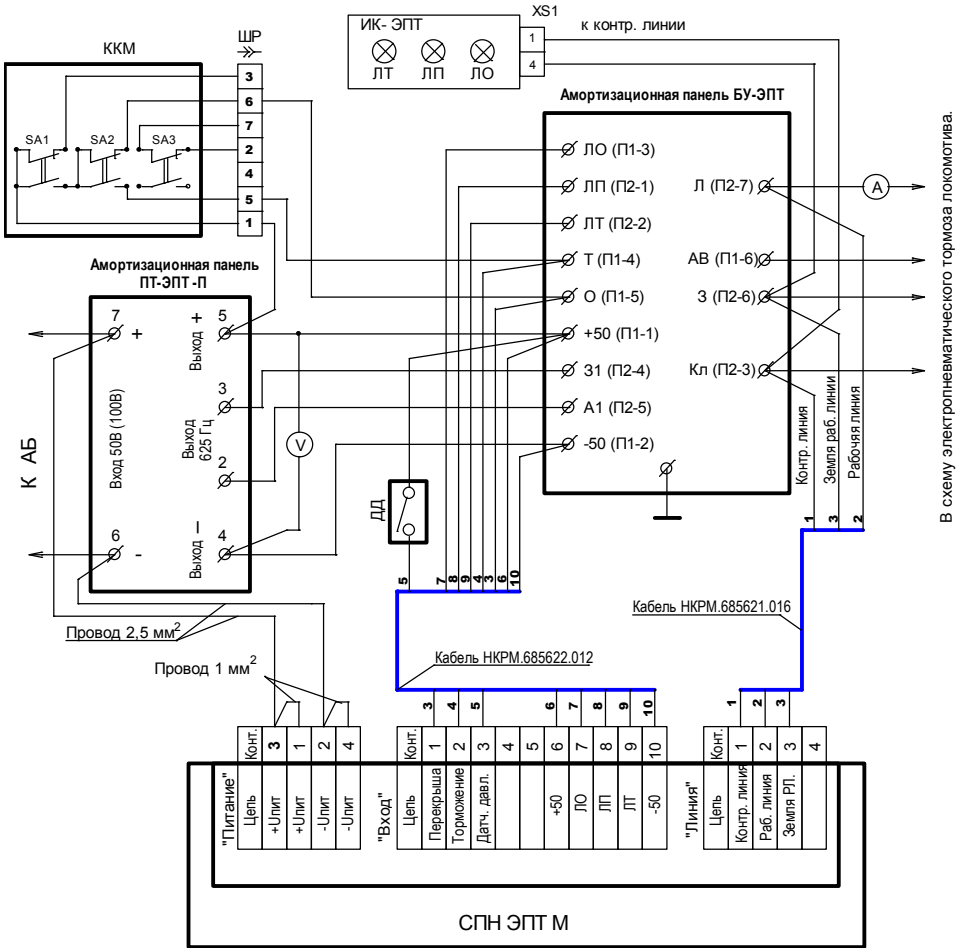 ККМ
ШР
3
6
7
2
4
5
1
SA1
SA2
SA3
ИК- ЭПТ
ЛТ
ЛП
ЛО
XS1
1
4
к контр. линии
Амортизационная панель БУ-ЭПТ
ЛО (П1-3)
ЛП (П2-1)
ЛТ (П2-2)
Т (П1-4)
О (П1-5)
+50 (П1-1)
З1 (П2-4)
А1 (П2-5)
-50 (П1-2)
Л (П2-7)
АВ (П1-6)
З (П2-6)
Кл (П2-3)
А
В схему электропневматического тормоза локомотива.
Амортизационная панель
ПТ-ЭПТ -П
7
+
6
-
Вход 50В (100В)
+
5
Выход
3
Выход
625 Гц
2
Выход
–
4
К АБ
V
ДД
5
7
8
9
4
3
6
10
Контр. линия
Земля раб. линии
Рабочяя линия
1
3
2
Кабель НКРМ.685621.016
Кабель НКРМ.685622.012
Провод 2,5 мм2
Провод 1 мм2
3
4
5
6
7
8
9
10
1
2
3
"Питание"
Конт.
Цепь
3
+Uпит
1
+Uпит
2
-Uпит
4
-Uпит
"Вход"
Конт.
Цепь
1
Перекрыша
2
Торможение
3
Датч. давл.
4
5
6
+50
7
ЛО
8
ЛП
9
ЛТ
10
-50
"Линия"
Конт.
Цепь
1
Контр. линия
2
Раб. линия
3
Земля РЛ.
4
СПН ЭПТ М